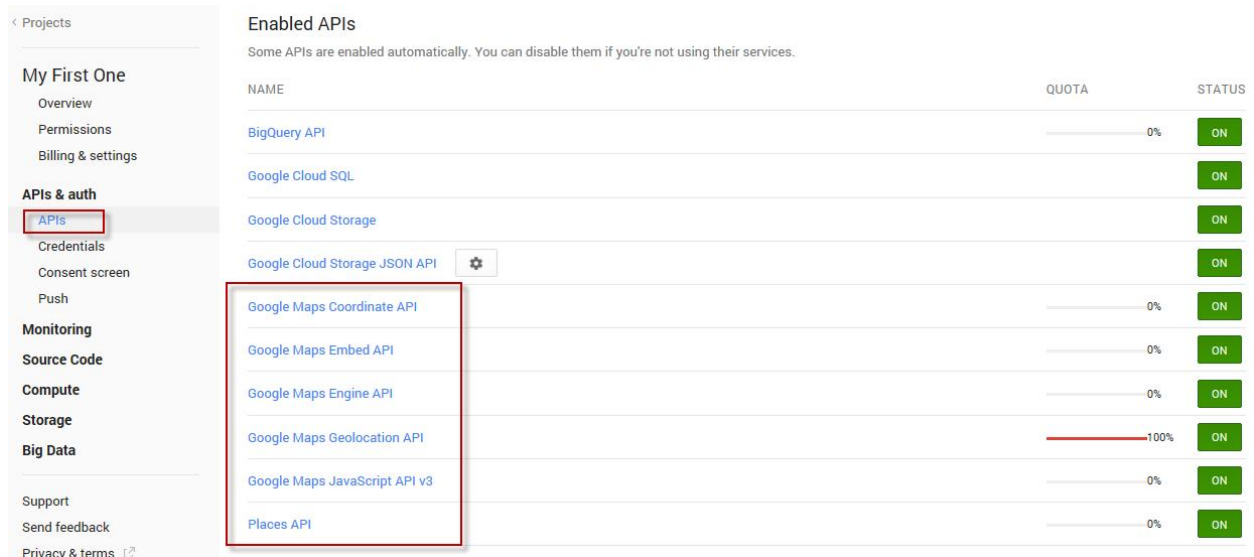 < Projects
My First One
Overview
Permissions
Billing & settings
APIs & auth
APIs
Credentials
Consent screen
Push
Monitoring
Source Code
Compute
Storage
Big Data
Support
Send feedback
Privacy & terms
Enabled APIs
Some APIs are enabled automatically. You can disable them if you're not using their services.
NAME QUOTA STATUS
BigQuery API 0% ON
Google Cloud SQL ON
Google Cloud Storage ON
Google Cloud Storage JSON API ON
Google Maps Coordinate API 0% ON
Google Maps Embed API 0% ON
Google Maps Engine API 0% ON
Google Maps Geolocation API 100% ON
Google Maps JavaScript API v3 0% ON
Places API 0% ON